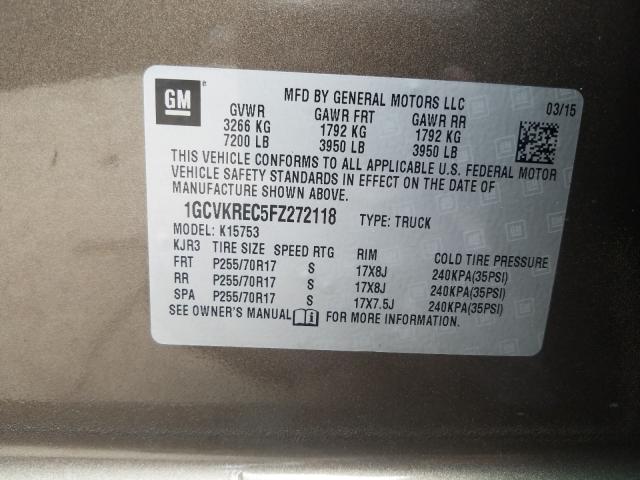 GM
MFD BY GENERAL MOTORS LLC 03/15
GVWR GAWR FRT GAWR RR
3266 KG 1792 KG 1792 KG
7200 LB 3950 LB 3950 LB
THIS VEHICLE CONFORMS TO ALL APPLICABLE U.S. FEDERAL MOTOR
VEHICLE SAFETY STANDARDS IN EFFECT ON THE DATE OF
MANUFACTURE SHOWN ABOVE.
1GCVKREC5FZ272118 TYPE: TRUCK
MODEL: K15753
KJR3 TIRE SIZE SPEED RTG RIM COLD TIRE PRESSURE
FRT P255/70R17 S 17X8J 240KPA(35PSI)
RR P255/70R17 S 17X8J 240KPA(35PSI)
SPA P255/70R17 S 17X7.5J 240KPA(35PSI)
SEE OWNER'S MANUAL i FOR MORE INFORMATION.